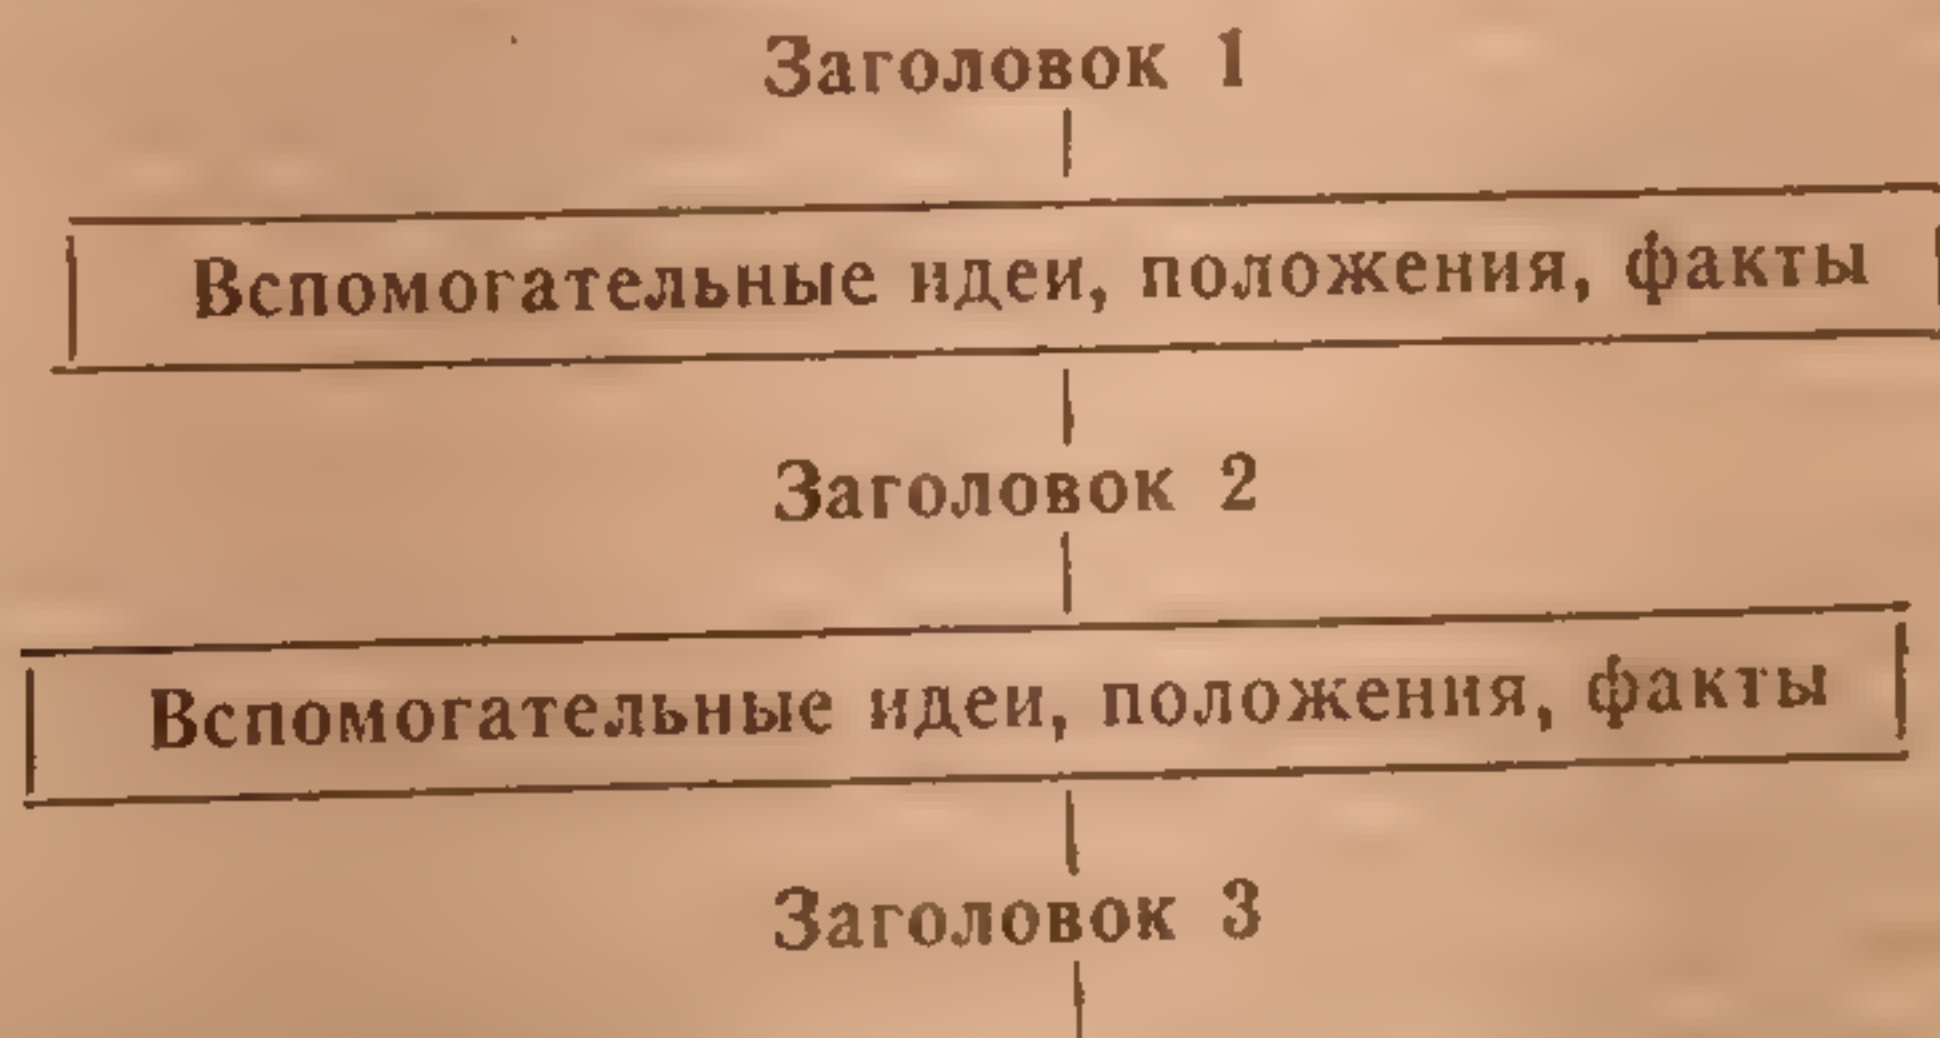 Заголовок 1
Вспомогательные идеи, положения, факты
Заголовок 2
Вспомогательные идеи, положения, факты
Заголовок 3